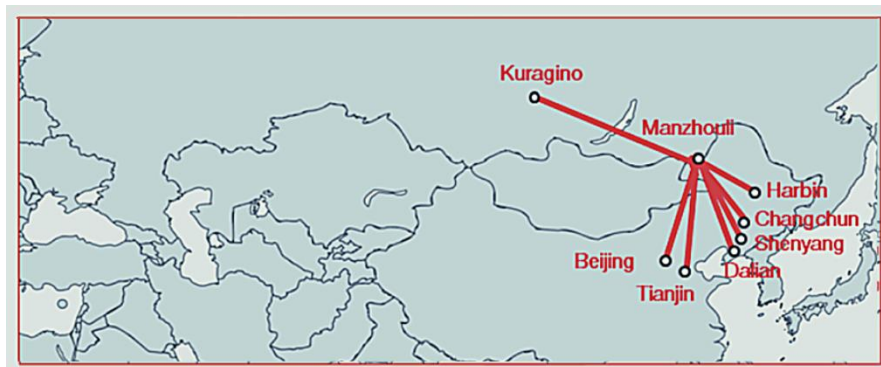 Kuragino
Manzhouli
Harbin
Changchun
Shenyang
Beijing
Dalian
Tianjin